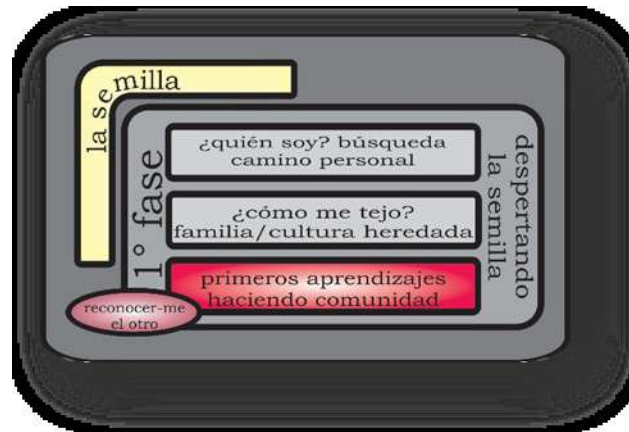 la semilla
1° fase
¿quién soy? búsqueda
camino personal
¿cómo me tejo?
familia/cultura heredada
primeros aprendizajes
haciendo comunidad
despertando
la semilla
reconocer-me
el otro